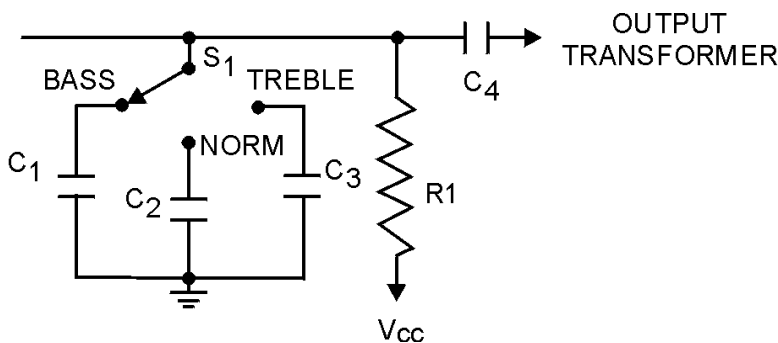 OUTPUT
TRANSFORMER
S1
BASS
TREBLE
C4
NORM
C1
C2
C3
R1
Vcc